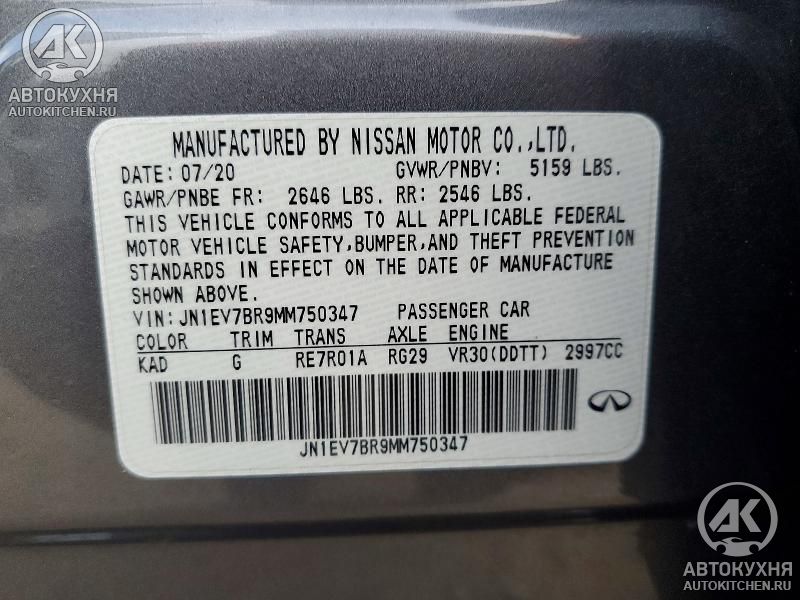 AK
АВТОКУХНЯ
AUTOKITCHEN.RU
MANUFACTURED BY NISSAN MOTOR CO.,LTD.
DATE: 07/20 GVWR/PNBV: 5159 LBS.
GAWR/PNBE FR: 2646 LBS. RR: 2546 LBS.
THIS VEHICLE CONFORMS TO ALL APPLICABLE FEDERAL
MOTOR VEHICLE SAFETY,BUMPER,AND THEFT PREVENTION
STANDARDS IN EFFECT ON THE DATE OF MANUFACTURE
SHOWN ABOVE.
VIN:JN1EV7BR9MM750347 PASSENGER CAR
COLOR TRIM TRANS AXLE ENGINE
KAD G RE7R01A RG29 VR30(DDTT) 2997CC
JN1EV7BR9MM750347
AK
АВТОКУХНЯ
AUTOKITCHEN.RU